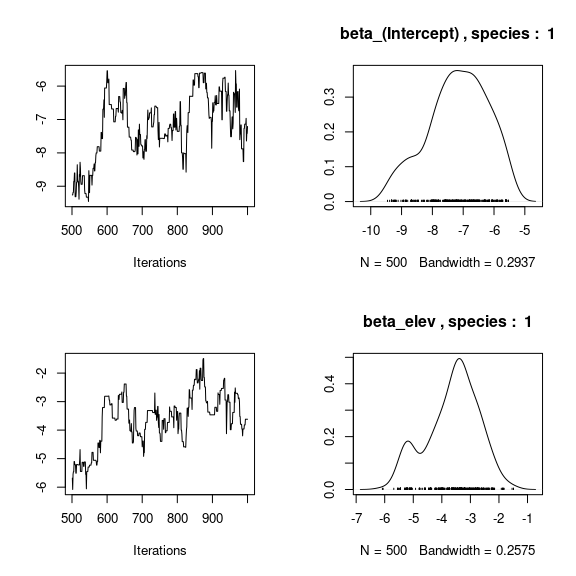 beta_(Intercept) , species : 1
-6
-7
-8
-9
500 600 700 800 900
Iterations
0.3
0.2
0.1
0.0
-10 -9 -8 -7 -6 -5
N = 500 Bandwidth = 0.2937
beta_elev , species : 1
-2
-3
-4
-5
-6
500 600 700 800 900
Iterations
0.4
0.2
0.0
-7 -6 -5 -4 -3 -2 -1
N = 500 Bandwidth = 0.2575